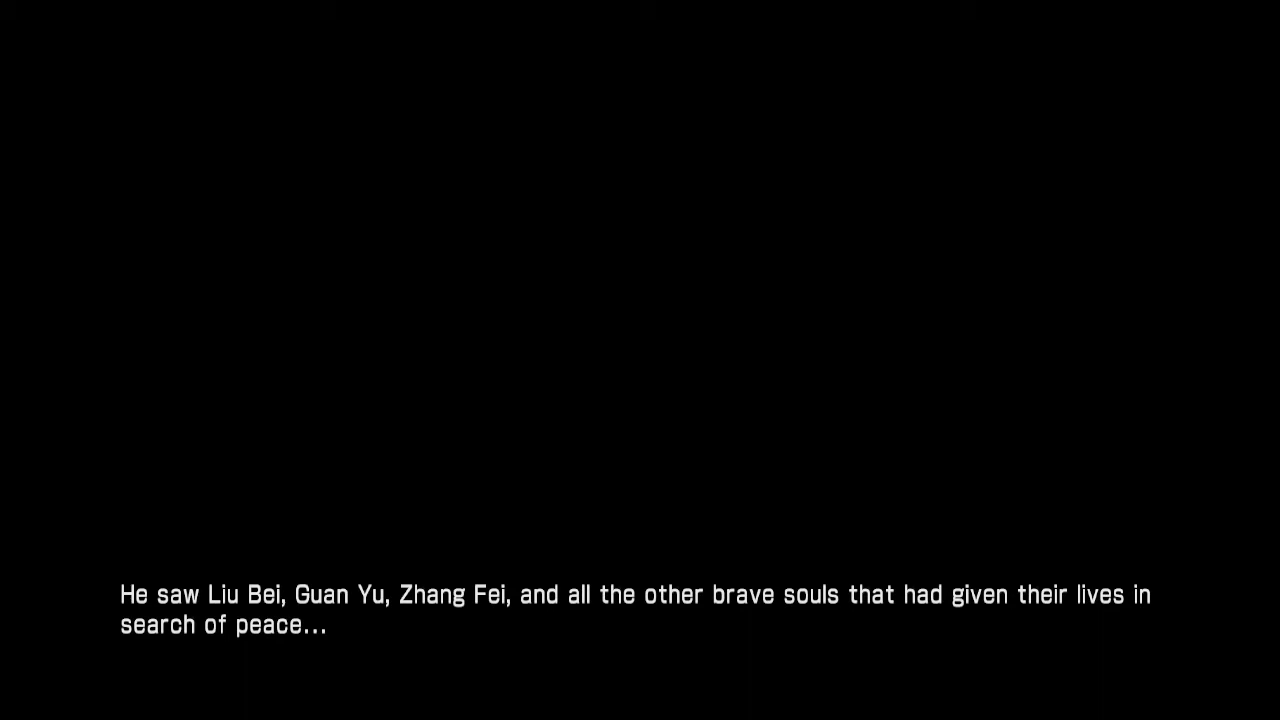 He saw Liu Bei, Guan Yu, Zhang Fei, and all the other brave souls that had given their lives in
search of peace...